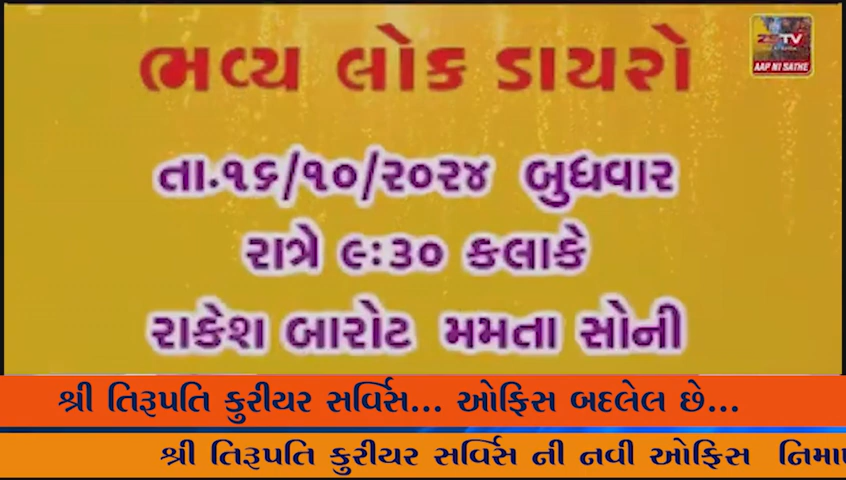 ભવ્ય લોક ડાયરો
તા.૧૬/૧૦/૨૦૨૪ બુધવાર
રાત્રે ૯:૩૦ કલાકે
રાકેશ બારોટ મમતા સોની
TV
AAP NI SATHE
શ્રી તિરૂપતિ કુરીયર સર્વિસ... ઓફિસ બદલેલ છે...
શ્રી તિરૂપતિ કુરીયર સર્વિસ ની નવી ઓફિસ